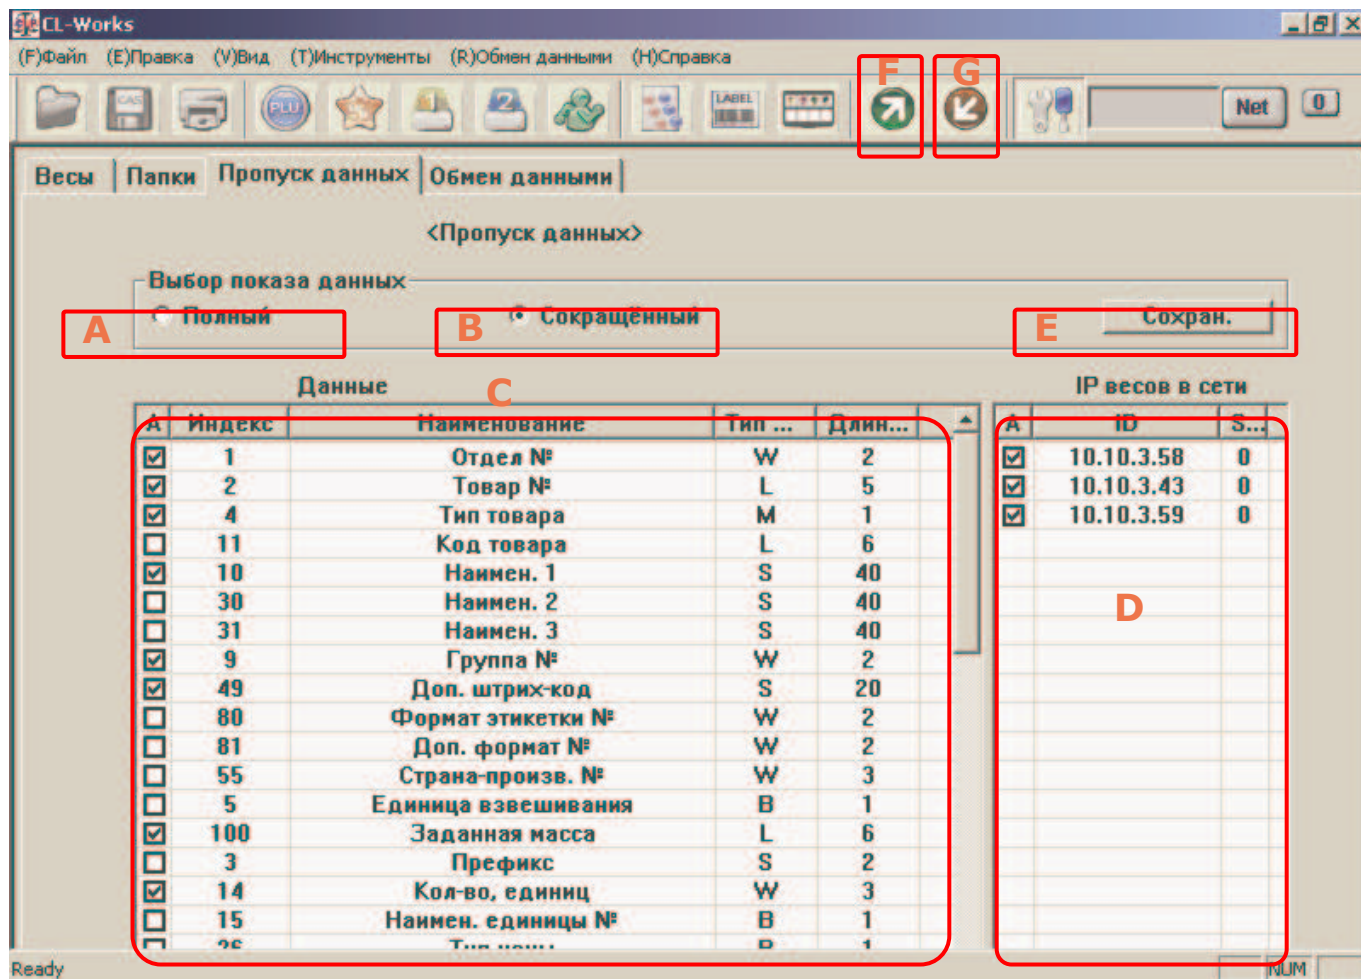 CL-Works
(F)Файл (E)Правка (V)Вид (T)Инструменты (R)Обмен данными (H)Справка
F G
CAS PLU 2 LABEL Net 0
Весы Папки Пропуск данных Обмен данными
<Пропуск данных>
Выбор показа данных
A Полный B Сокращённый E Сохран.
Данные IP весов в сети
C
A Индекс Наименование Тип ... Длин... A ID S...
1 Отдел № W 2 10.10.3.58 0
2 Товар № L 5 10.10.3.43 0
4 Тип товара M 1 10.10.3.59 0
11 Код товара L 6
10 Наимен. 1 S 40
30 Наимен. 2 S 40
D
31 Наимен. 3 S 40
9 Группа № W 2
49 Доп. штрих-код S 20
80 Формат этикетки № W 2
81 Доп. формат № W 2
55 Страна-произв. № W 3
5 Единица взвешивания B 1
100 Заданная масса L 6
3 Префикс S 2
14 Кол-во, единиц W 3
15 Наимен. единицы № B 1
Ready NUM